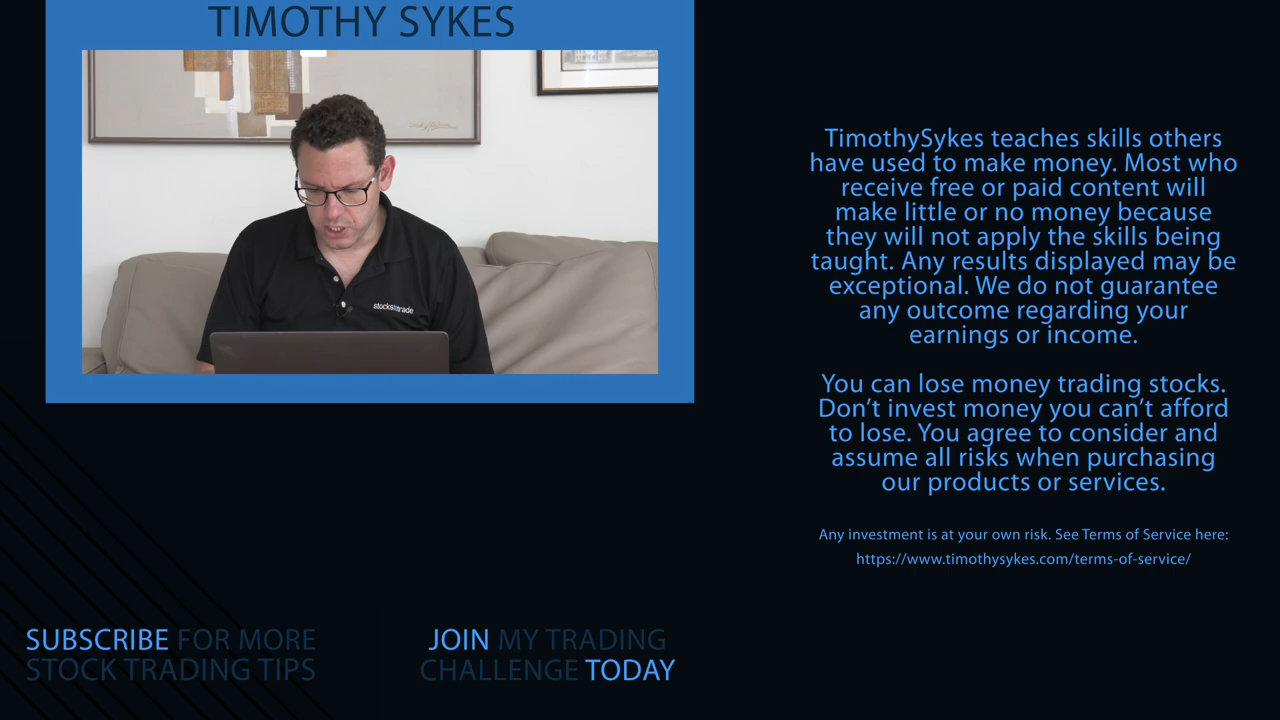 TIMOTHY SYKES
stockstotrade
TimothySykes teaches skills others
have used to make money. Most who
receive free or paid content will
make little or no money because
they will not apply the skills being
taught. Any results displayed may be
exceptional. We do not guarantee
any outcome regarding your
earnings or income.
You can lose money trading stocks.
Don’t invest money you can’t afford
to lose. You agree to consider and
assume all risks when purchasing
our products or services.
Any investment is at your own risk. See Terms of Service here:
https://www.timothysykes.com/terms-of-service/
SUBSCRIBE FOR MORE
STOCK TRADING TIPS
JOIN MY TRADING
CHALLENGE TODAY